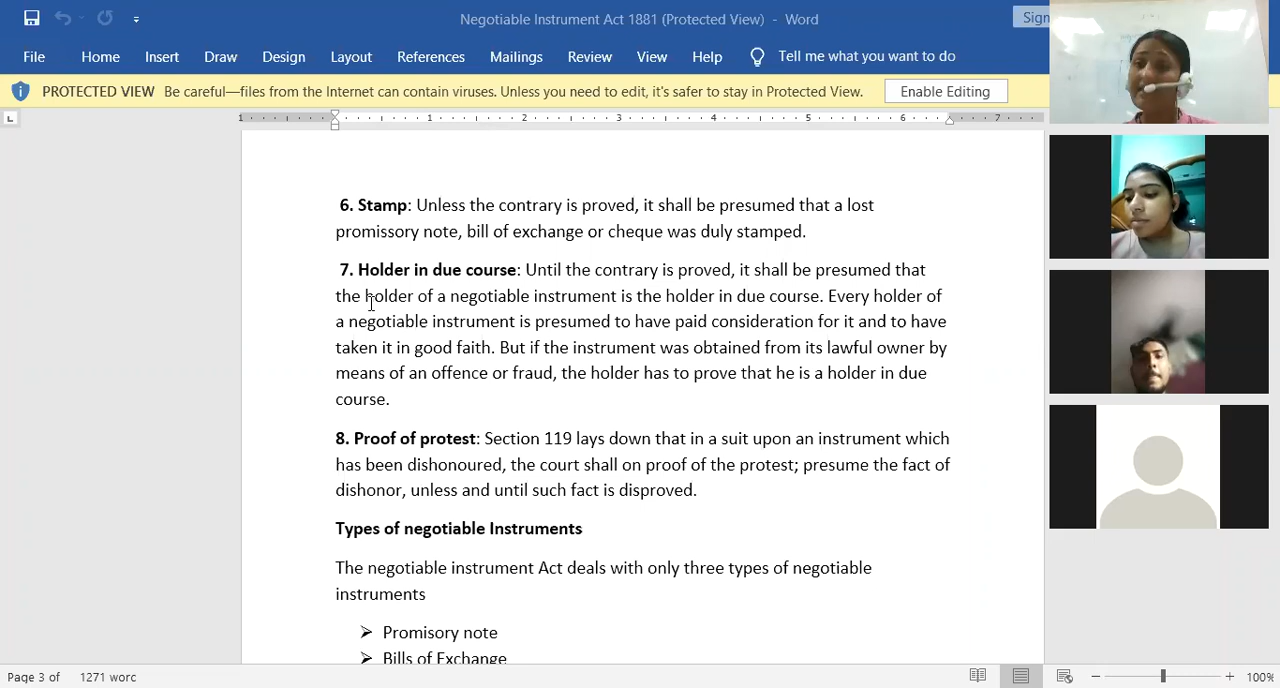 Negotiable Instrument Act 1881 (Protected View) - Word
Sign
File Home Insert Draw Design Layout References Mailings Review View Help Tell me what you want to do
PROTECTED VIEW Be careful—files from the Internet can contain viruses. Unless you need to edit, it's safer to stay in Protected View. Enable Editing
1 1 2 3 4 5 6 7
6. Stamp: Unless the contrary is proved, it shall be presumed that a lost
promissory note, bill of exchange or cheque was duly stamped.
7. Holder in due course: Until the contrary is proved, it shall be presumed that
the holder of a negotiable instrument is the holder in due course. Every holder of
a negotiable instrument is presumed to have paid consideration for it and to have
taken it in good faith. But if the instrument was obtained from its lawful owner by
means of an offence or fraud, the holder has to prove that he is a holder in due
course.
8. Proof of protest: Section 119 lays down that in a suit upon an instrument which
has been dishonoured, the court shall on proof of the protest; presume the fact of
dishonor, unless and until such fact is disproved.
Types of negotiable Instruments
The negotiable instrument Act deals with only three types of negotiable
instruments
➢ Promisory note
➢ Bills of Exchange
Page 3 of 1271 worc 100%